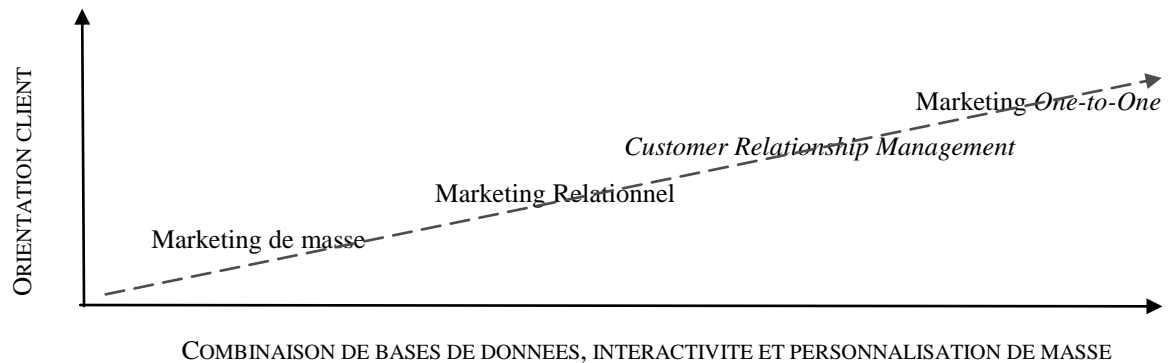 Marketing One-to-One
Customer Relationship Management
Marketing Relationnel
Marketing de masse
ORIENTATION CLIENT
COMBINAISON DE BASES DE DONNEES, INTERACTIVITE ET PERSONNALISATION DE MASSE